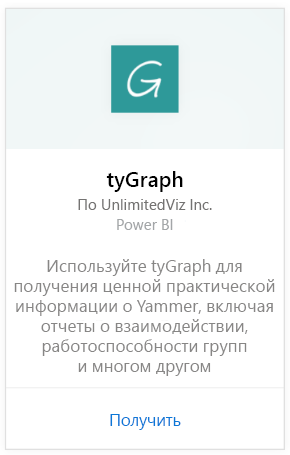 G
tyGraph
По UnlimitedViz Inc.
Power BI
Используйте tyGraph для
получения ценной практической
информации о Yammer, включая
отчеты о взаимодействии,
работоспособности групп
и многом другом
Получить